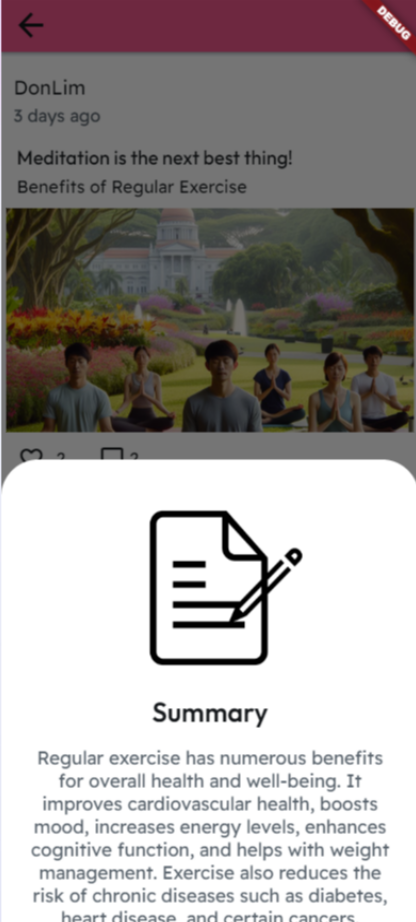 DEBUG
DonLim
3 days ago
Meditation is the next best thing!
Benefits of Regular Exercise
2 2
Summary
Regular exercise has numerous benefits
for overall health and well-being. It
improves cardiovascular health, boosts
mood, increases energy levels, enhances
cognitive function, and helps with weight
management. Exercise also reduces the
risk of chronic diseases such as diabetes,
heart disease, and certain cancers.